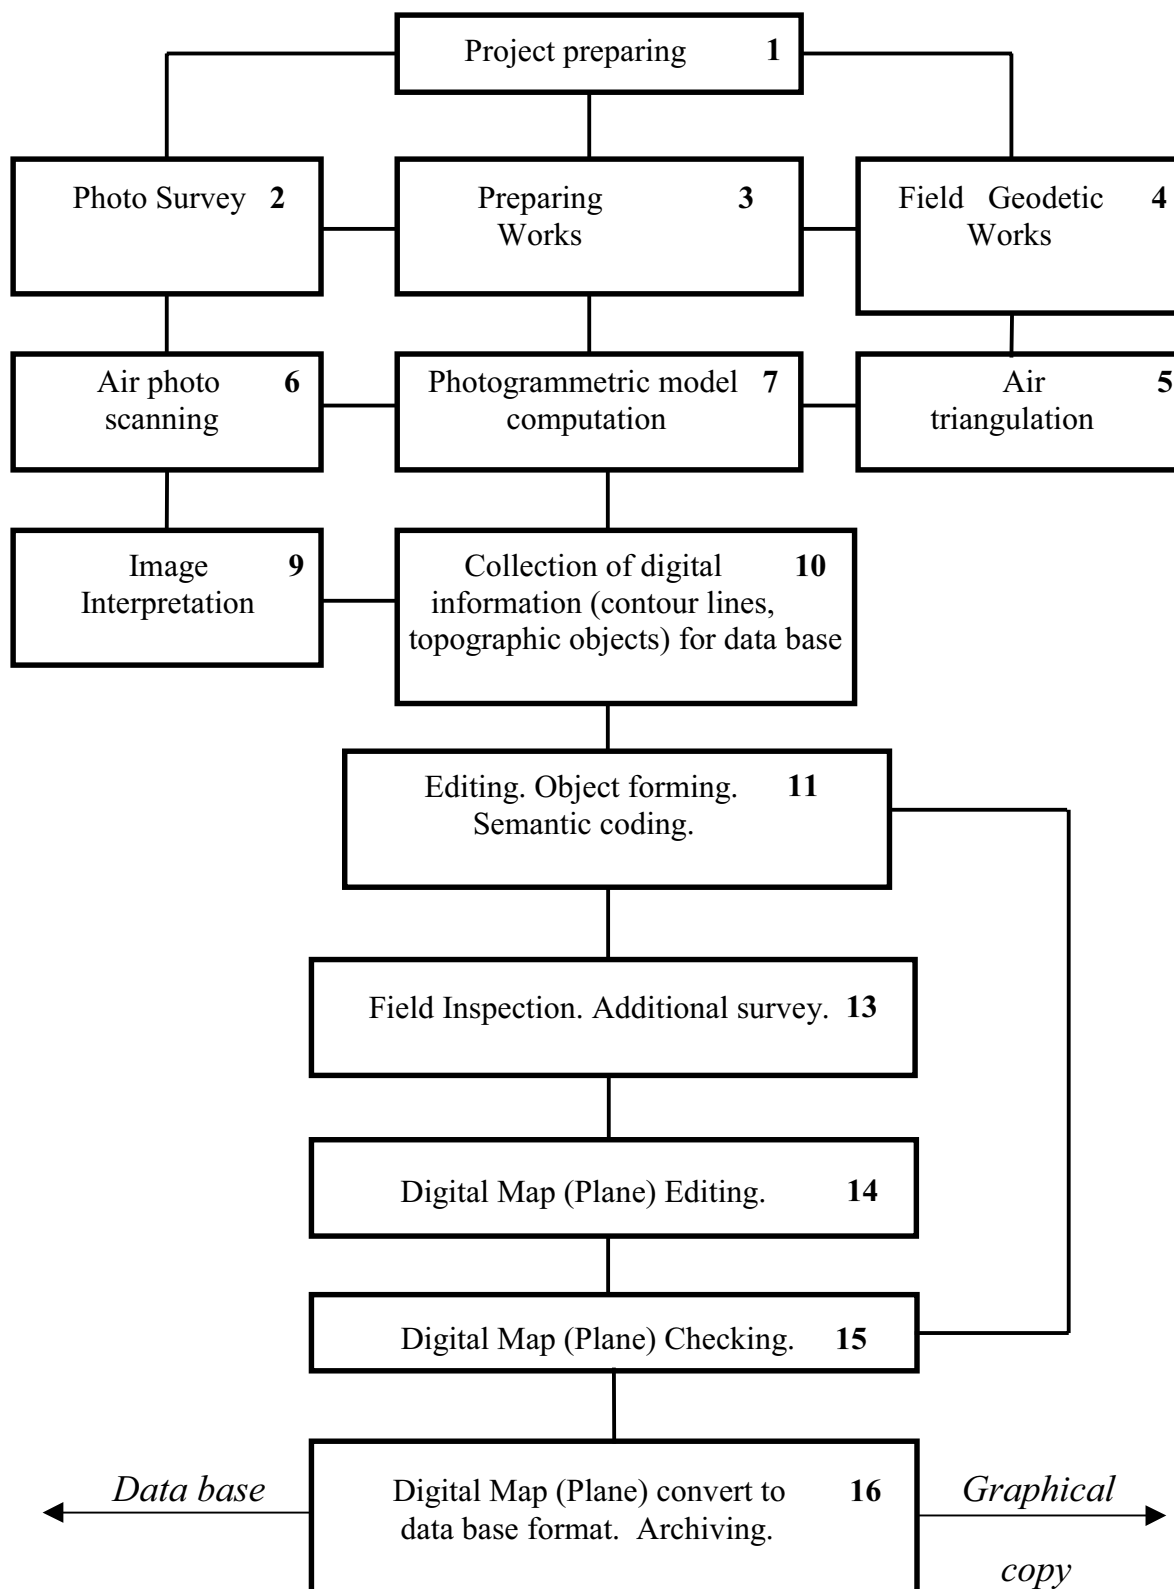 Project preparing 1
Photo Survey 2
Preparing 3
Works
Field Geodetic 4
Works
Air photo 6
scanning
Photogrammetric model 7
computation
Air 5
triangulation
Image 9
Interpretation
Collection of digital 10
information (contour lines,
topographic objects) for data base
Editing. Object forming. 11
Semantic coding.
Field Inspection. Additional survey. 13
Digital Map (Plane) Editing. 14
Digital Map (Plane) Checking. 15
Data base
Digital Map (Plane) convert to 16
data base format. Archiving.
Graphical
copy